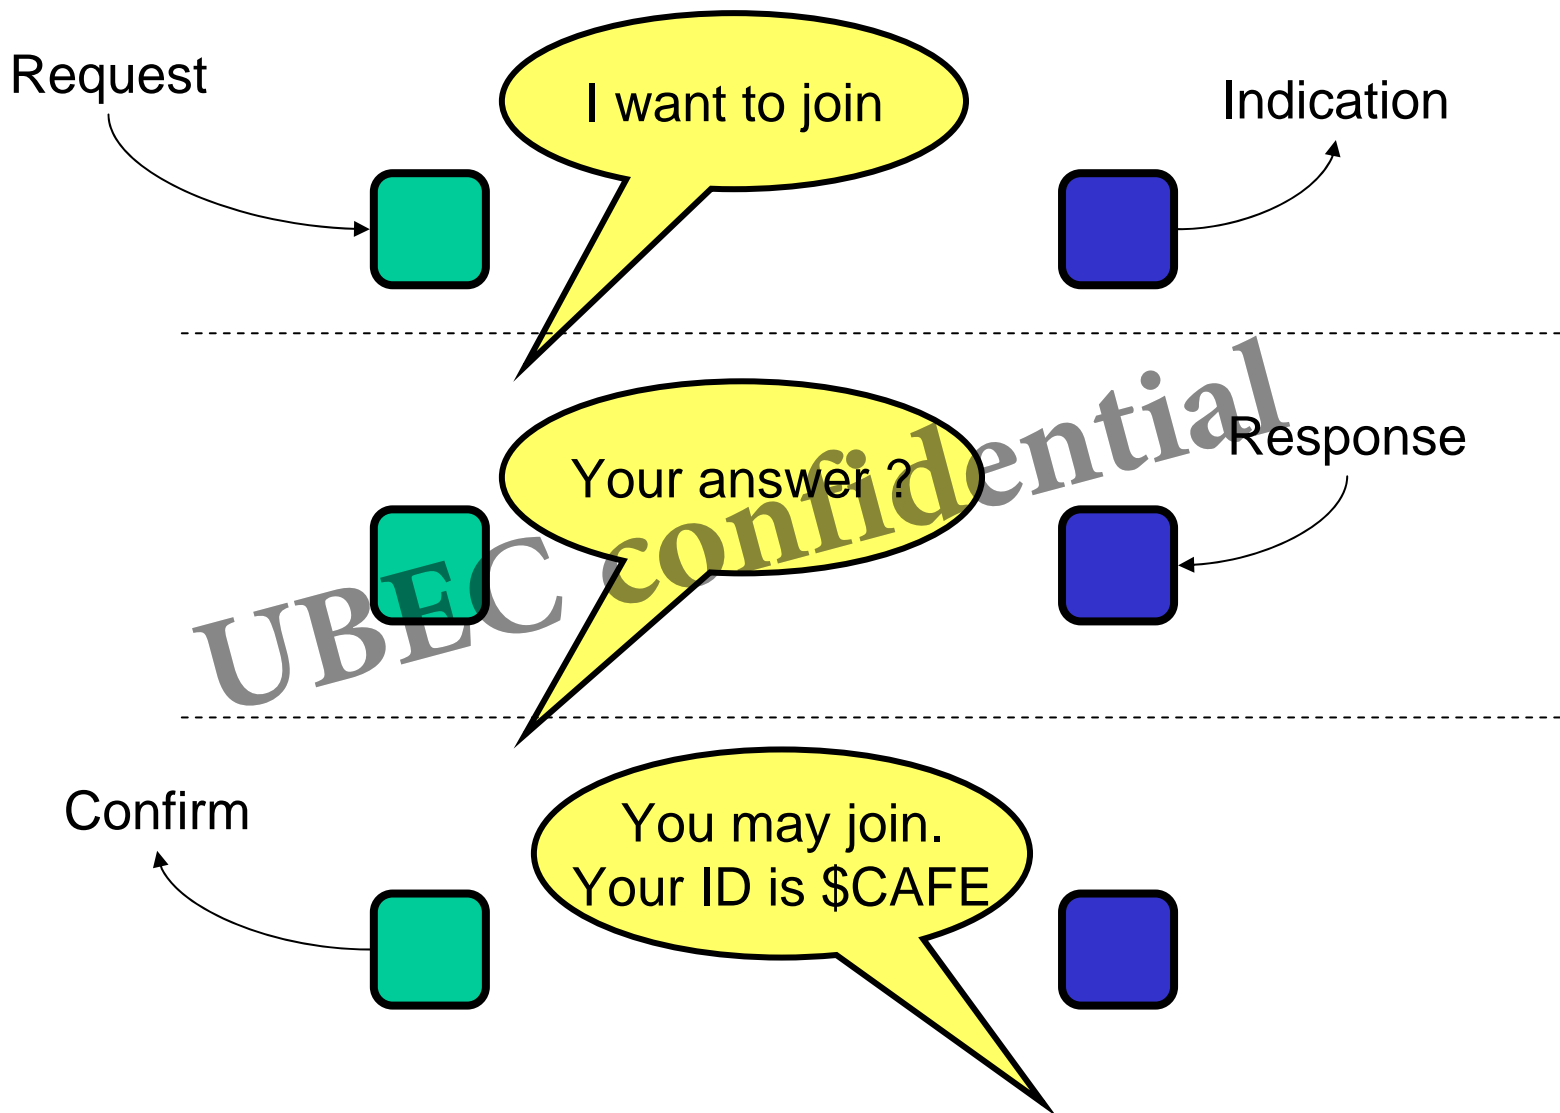 Request
I want to join
Indication
Your answer ?
Response
UBEC confidential
Confirm
You may join.
Your ID is $CAFE